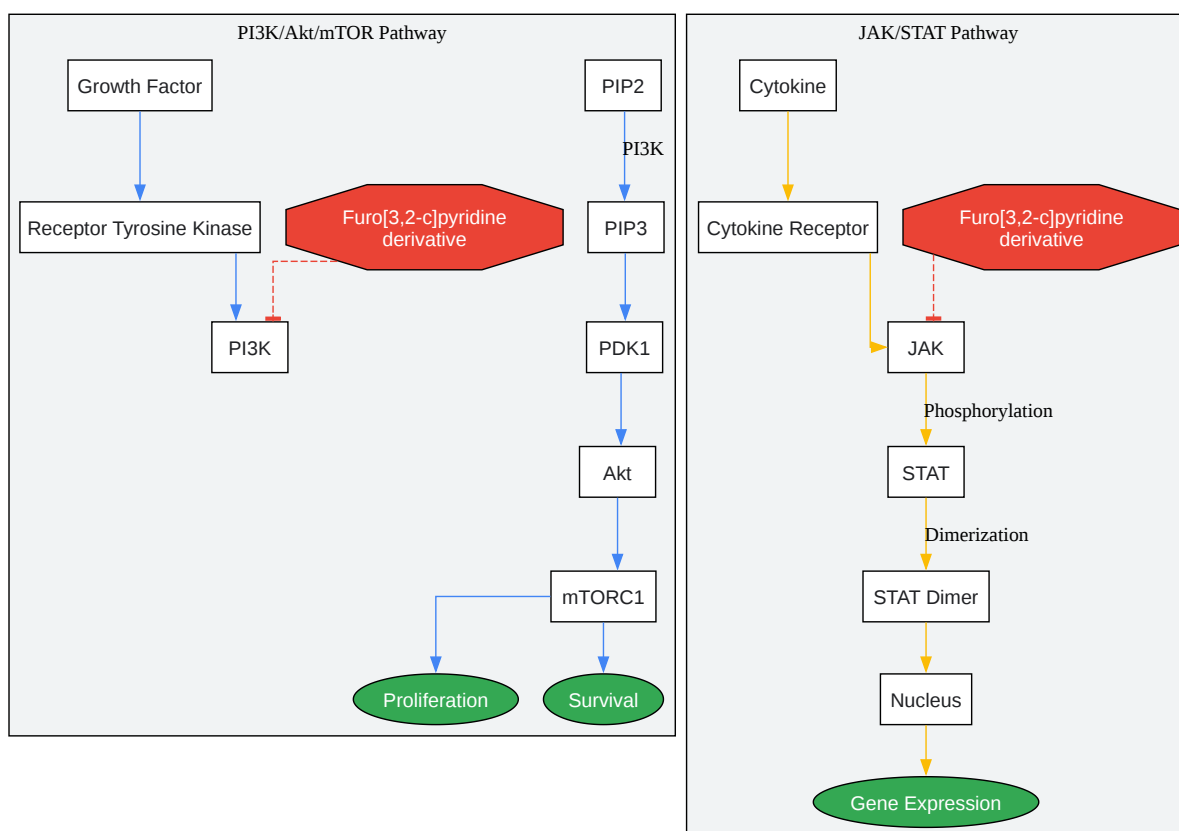 PI3K/Akt/mTOR Pathway
Growth Factor
PIP2
PI3K
Receptor Tyrosine Kinase
Furo[3,2-c]pyridine
derivative
PIP3
PI3K
PDK1
Akt
mTORC1
Proliferation
Survival
JAK/STAT Pathway
Cytokine
Cytokine Receptor
Furo[3,2-c]pyridine
derivative
JAK
Phosphorylation
STAT
Dimerization
STAT Dimer
Nucleus
Gene Expression